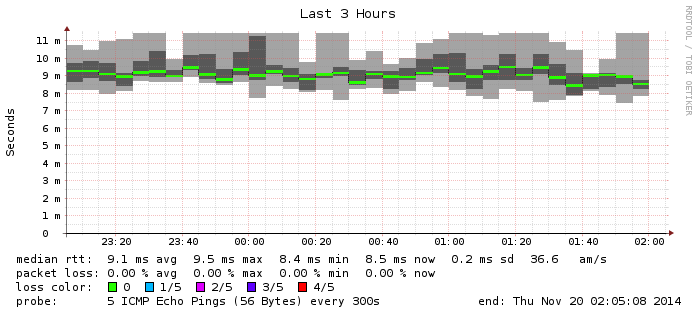 Last 3 Hours
RRDTOOL / TOBI OETIKER
Seconds
11 m
10 m
9 m
8 m
7 m
6 m
5 m
4 m
3 m
2 m
1 m
0
23:20 23:40 00:00 00:20 00:40 01:00 01:20 01:40 02:00
median rtt: 9.1 ms avg 9.5 ms max 8.4 ms min 8.5 ms now 0.2 ms sd 36.6 am/s
packet loss: 0.00 % avg 0.00 % max 0.00 % min 0.00 % now
loss color: 0 1/5 2/5 3/5 4/5
probe: 5 ICMP Echo Pings (56 Bytes) every 300s end: Thu Nov 20 02:05:08 2014